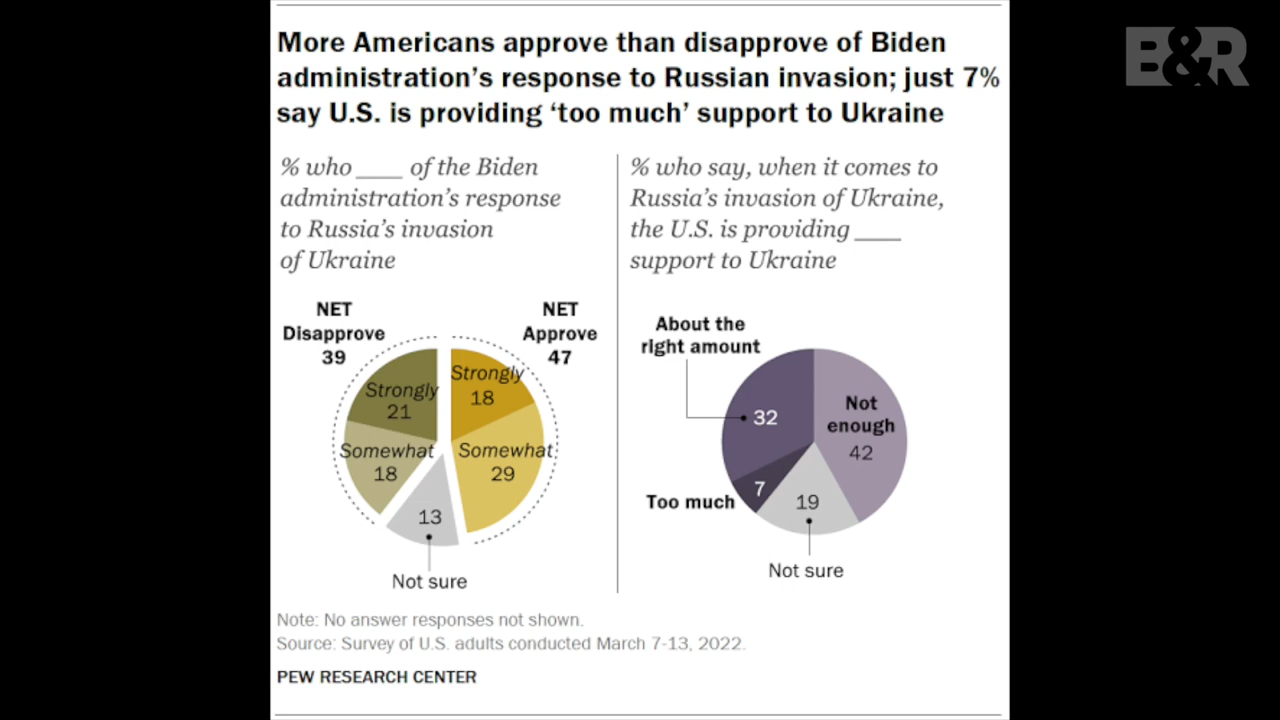 B&R
More Americans approve than disapprove of Biden
administration's response to Russian invasion; just 7%
say U.S. is providing ‘too much’ support to Ukraine
% who ____ of the Biden
administration's response
to Russia's invasion
of Ukraine
NET
Disapprove
39
NET
Approve
47
Strongly
21
Strongly
18
Somewhat
18
Somewhat
29
13
Not sure
% who say, when it comes to
Russia's invasion of Ukraine,
the U.S. is providing ____
support to Ukraine
About the
right amount
32
Not
enough
42
Too much
7
19
Not sure
Note: No answer responses not shown.
Source: Survey of U.S. adults conducted March 7-13, 2022.
PEW RESEARCH CENTER